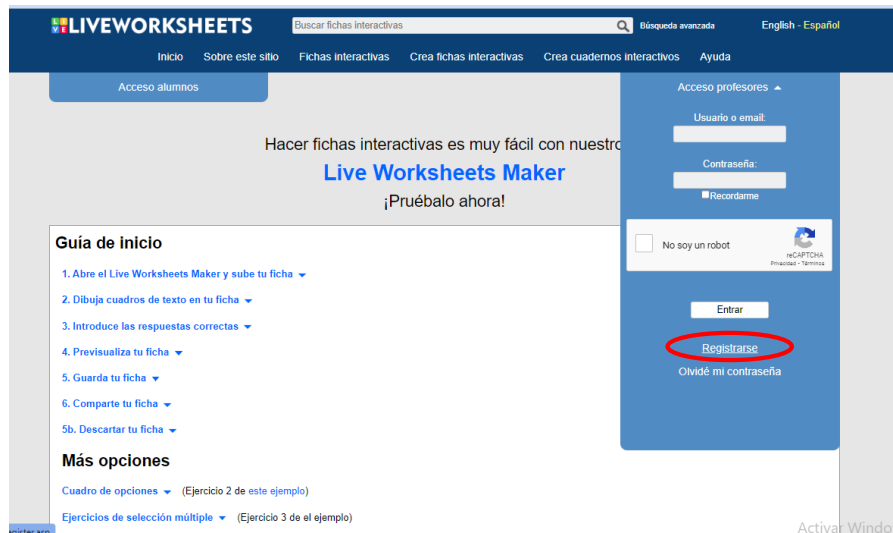 LIVE LIVEWORKSHEETS
Buscar fichas interactivas
Búsqueda avanzada
English - Español
Inicio Sobre este sitio Fichas interactivas Crea fichas interactivas Crea cuadernos interactivos Ayuda
Acceso alumnos
Acceso profesores
Usuario o email:
Contraseña:
Recordarme
No soy un robot
reCAPTCHA
Privacidad - Términos
Entrar
Registrarse
Olvidé mi contraseña
Hacer fichas interactivas es muy fácil con nuestro
Live Worksheets Maker
¡Pruébalo ahora!
Guía de inicio
1. Abre el Live Worksheets Maker y sube tu ficha
2. Dibuja cuadros de texto en tu ficha
3. Introduce las respuestas correctas
4. Previsualiza tu ficha
5. Guarda tu ficha
6. Comparte tu ficha
5b. Descartar tu ficha
Más opciones
Cuadro de opciones (Ejercicio 2 de este ejemplo)
Ejercicios de selección múltiple (Ejercicio 3 de el ejemplo)
Activar Windo